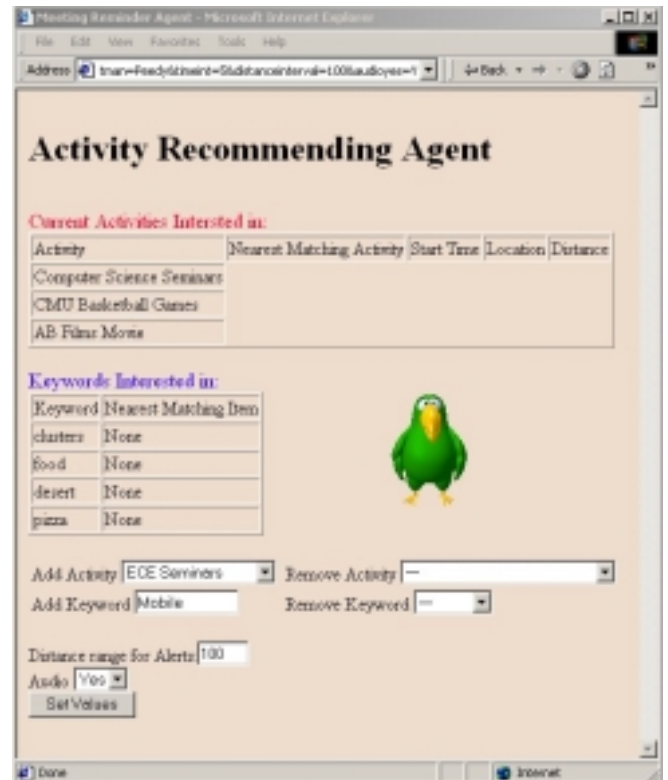 Meeting Reminder Agent - Microsoft Internet Explorer
File Edit View Favorites Tools Help
Address Back
Activity Recommending Agent
Current Activities Intersted in:
Activity Nearest Matching Activity Start Time Location Distance
Computer Science Seminars
CMU Basketball Games
AB Films Movie
Keywords Interested in:
Keyword Nearest Matching Item
clusters None
food None
desert None
pizza None
Add Activity ECE Seminars Remove Activity ---
Add Keyword Mobile Remove Keyword ---
Distance range for Alerts 100
Audio Yes
Set Values
Done Internet